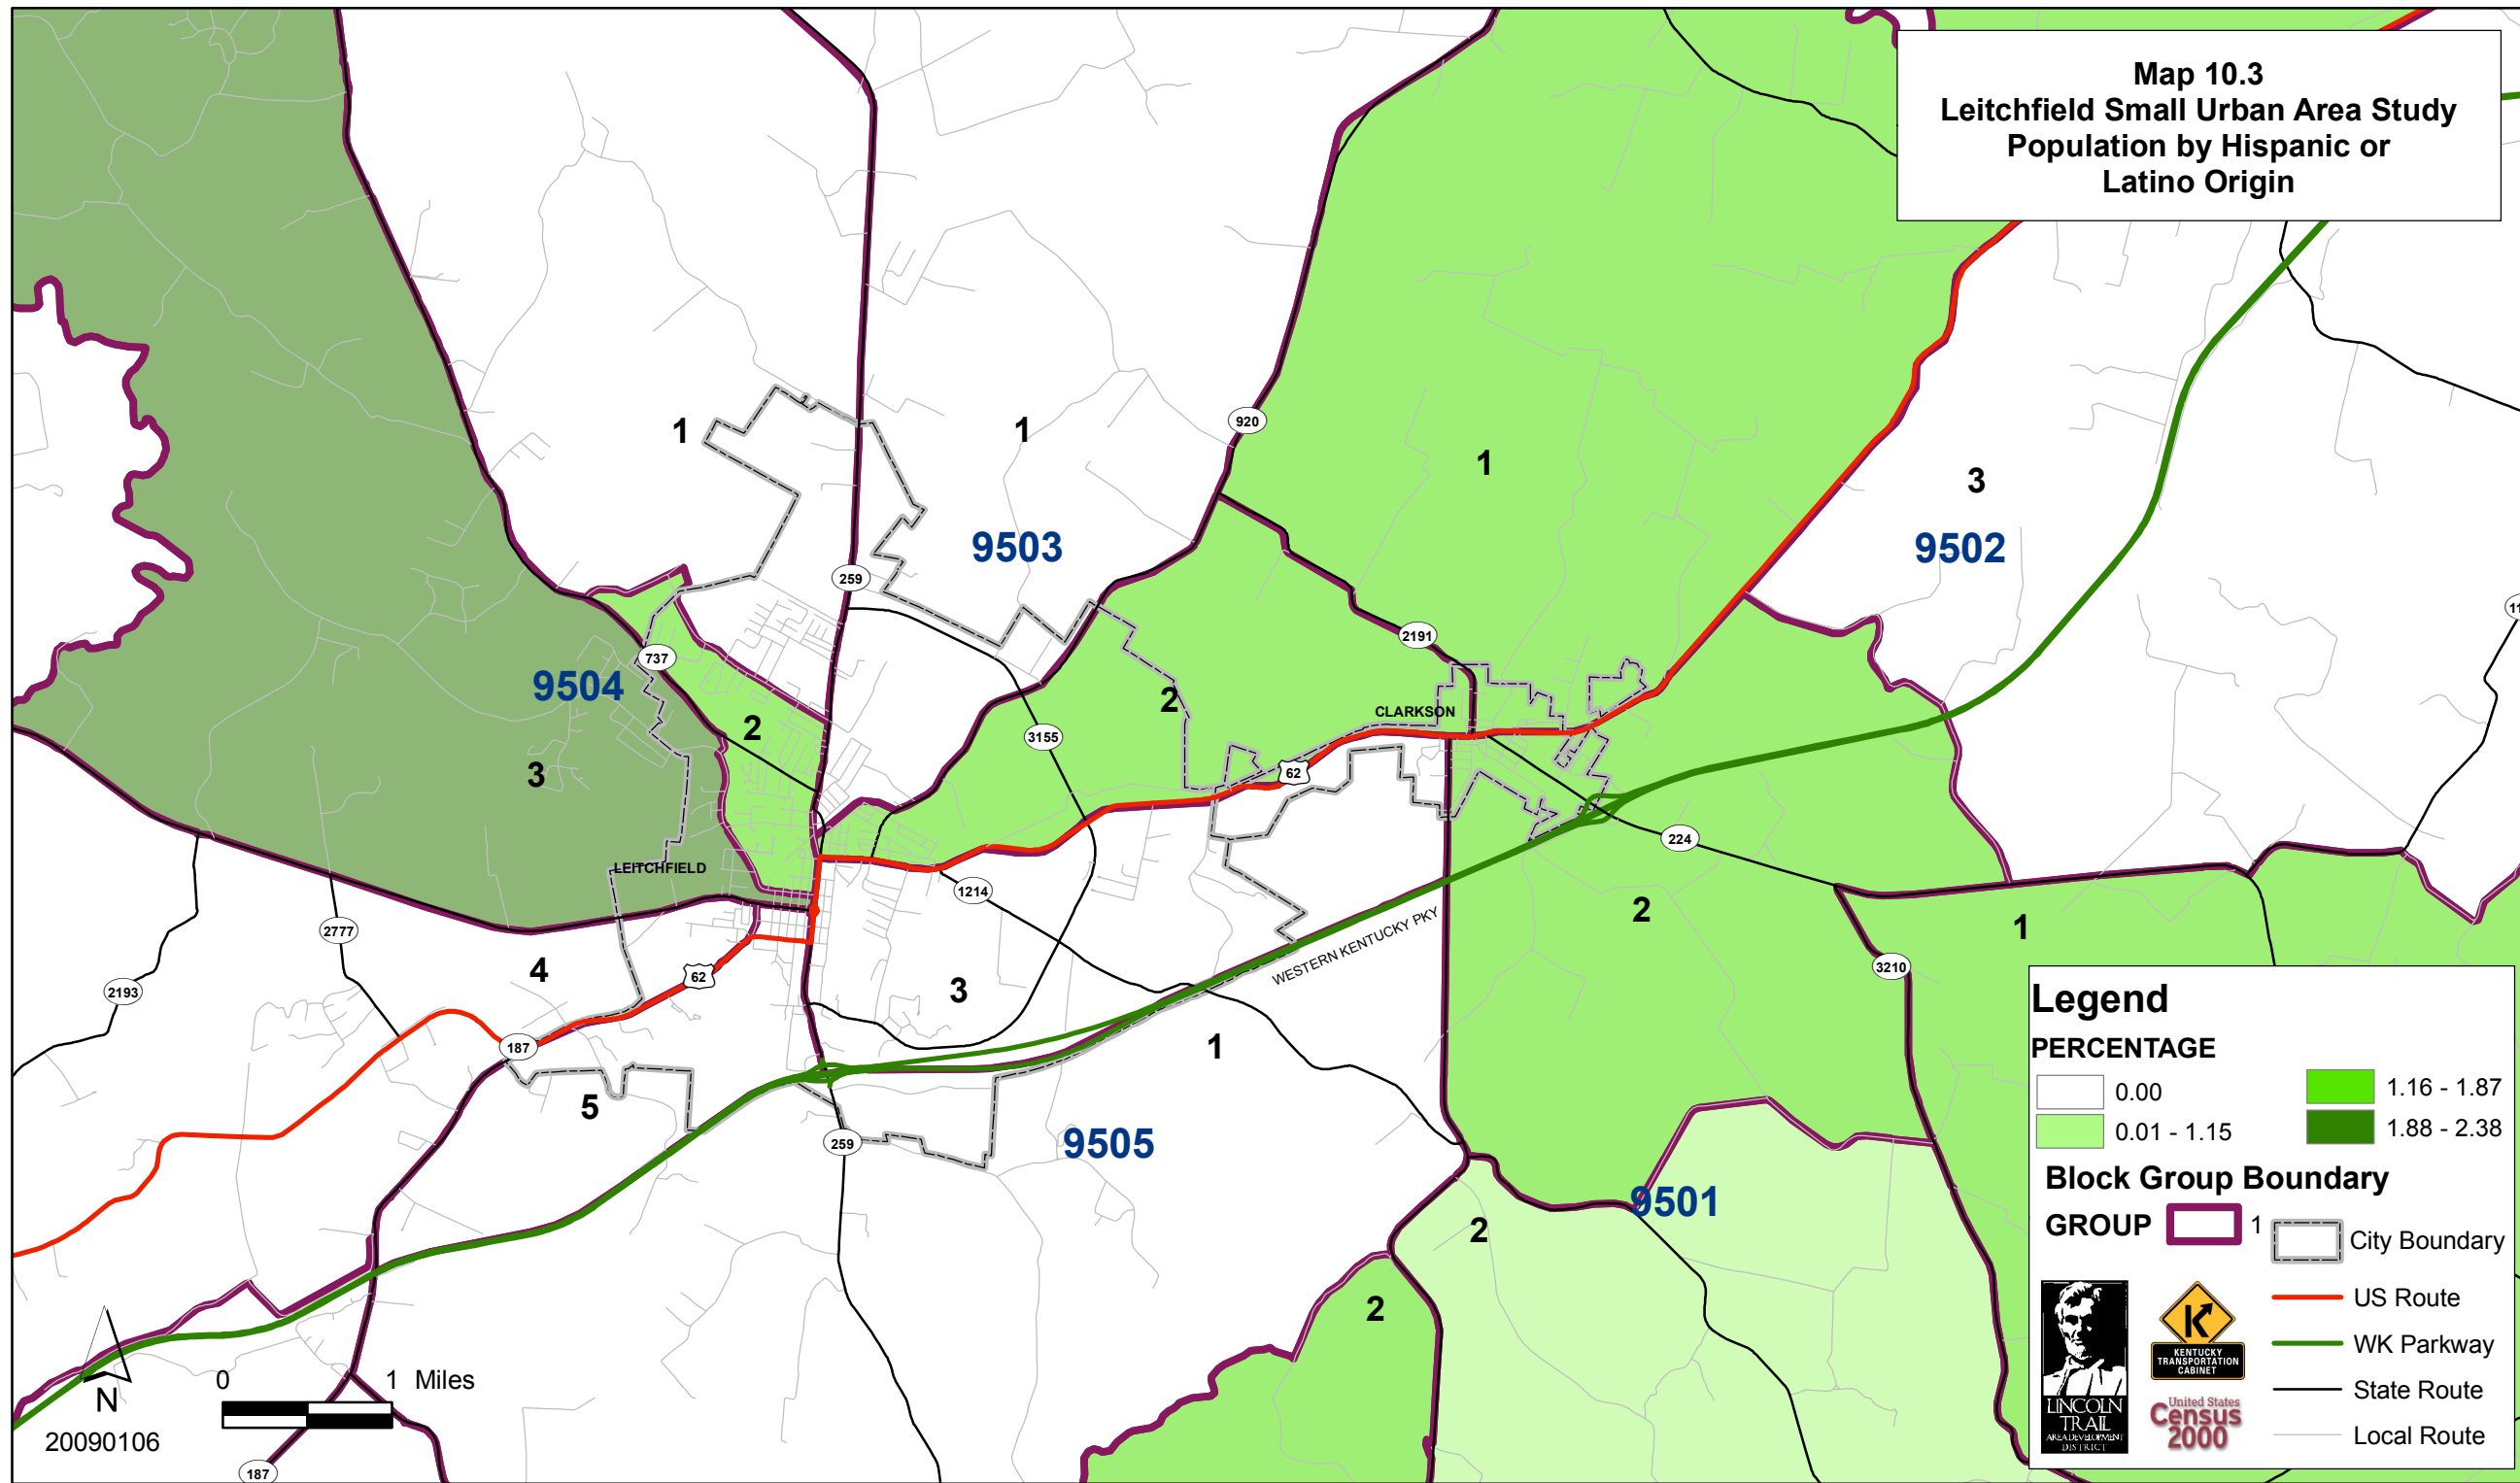 Map 10.3
Leitchfield Small Urban Area Study
Population by Hispanic or
Latino Origin
1
1
920
1
3
9503
9502
259
2191
737
9504
2
2
CLARKSON
3155
3
62
224
LEITCHFIELD
1214
2
1
2777
WESTERN KENTUCKY PKY
4
62
3
3210
2193
187
1
5
259
9505
9501
2
2
0 1 Miles
N
20090106
187
Legend
PERCENTAGE
0.00
0.01 - 1.15
1.16 - 1.87
1.88 - 2.38
Block Group Boundary
GROUP 1
City Boundary
US Route
WK Parkway
State Route
Local Route
LINCOLN
TRAIL
AREA DEVELOPMENT
DISTRICT
K
KENTUCKY
TRANSPORTATION
CABINET
United States
Census
2000